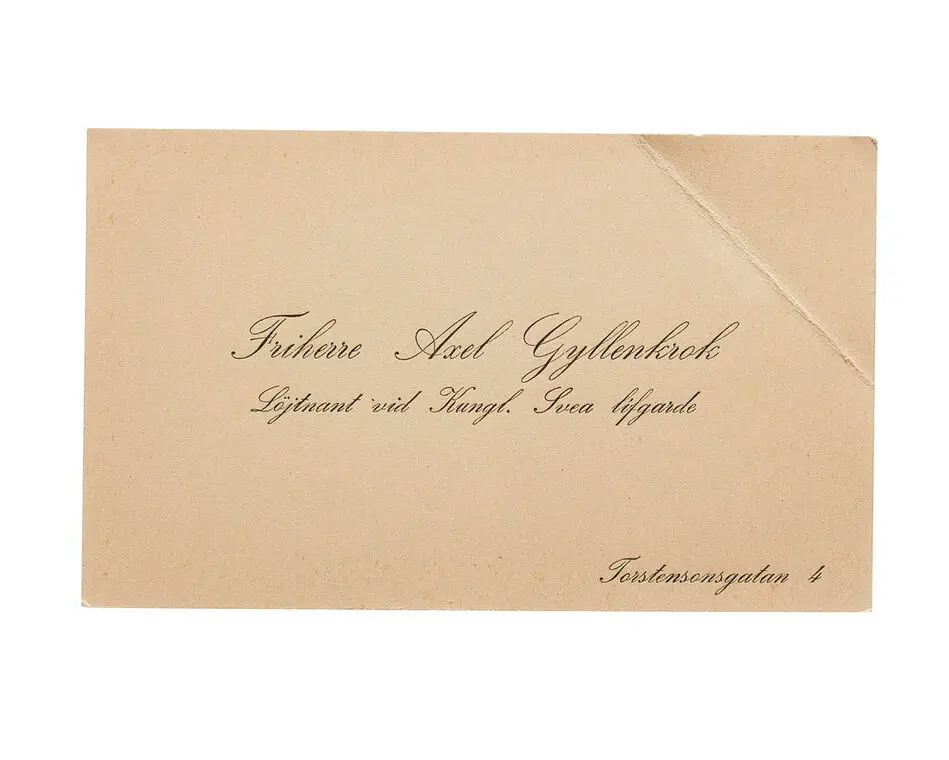 Friherre Axel Gyllenkrok
Löjtnant vid Kungl. Svea lifgarde
Torstensonsgatan 4